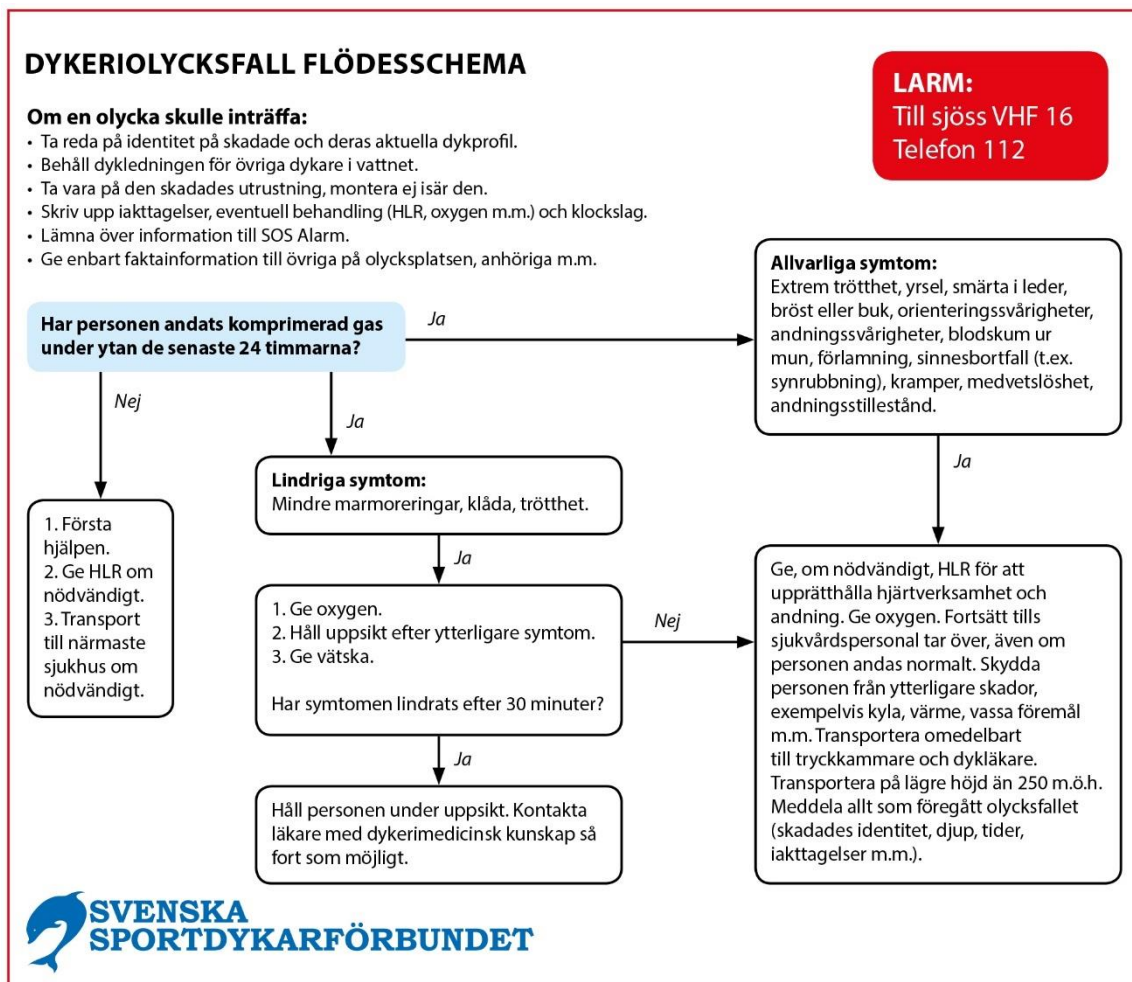 DYKERIOLYCKSFALL FLÖDESSCHEMA
LARM:
Till sjöss VHF 16
Telefon 112
Om en olycka skulle inträffa:
• Ta reda på identitet på skadade och deras aktuella dykprofil.
• Behåll dykledningen för övriga dykare i vattnet.
• Ta vara på den skadades utrustning, montera ej isär den.
• Skriv upp iakttagelser, eventuell behandling (HLR, oxygen m.m.) och klockslag.
• Lämna över information till SOS Alarm.
• Ge enbart faktainformation till övriga på olycksplatsen, anhöriga m.m.
Har personen andats komprimerad gas
under ytan de senaste 24 timmarna?
Ja
Allvarliga symtom:
Extrem trötthet, yrsel, smärta i leder,
bröst eller buk, orienteringssvårigheter,
andningssvårigheter, blodskum ur
mun, förlamning, sinnesbortfall (t.ex.
synrubbning), kramper, medvetslöshet,
andningsstillestånd.
Nej
Ja
Ja
1. Första
hjälpen.
2. Ge HLR om
nödvändigt.
3. Transport
till närmaste
sjukhus om
nödvändigt.
Lindriga symtom:
Mindre marmoreringar, klåda, trötthet.
Ja
1. Ge oxygen.
2. Håll uppsikt efter ytterligare symtom.
3. Ge vätska.
Har symtomen lindrats efter 30 minuter?
Nej
Ja
Håll personen under uppsikt. Kontakta
läkare med dykerimedicinsk kunskap så
fort som möjligt.
Ge, om nödvändigt, HLR för att
upprätthålla hjärtverksamhet och
andning. Ge oxygen. Fortsätt tills
sjukvårdspersonal tar över, även om
personen andas normalt. Skydda
personen från ytterligare skador,
exempelvis kyla, värme, vassa föremål
m.m. Transportera omedelbart
till tryckkammare och dykläkare.
Transportera på lägre höjd än 250 m.ö.h.
Meddela allt som föregått olycksfallet
(skadades identitet, djup, tider,
iakttagelser m.m.).
SVENSKA
SPORTDYKARFÖRBUNDET